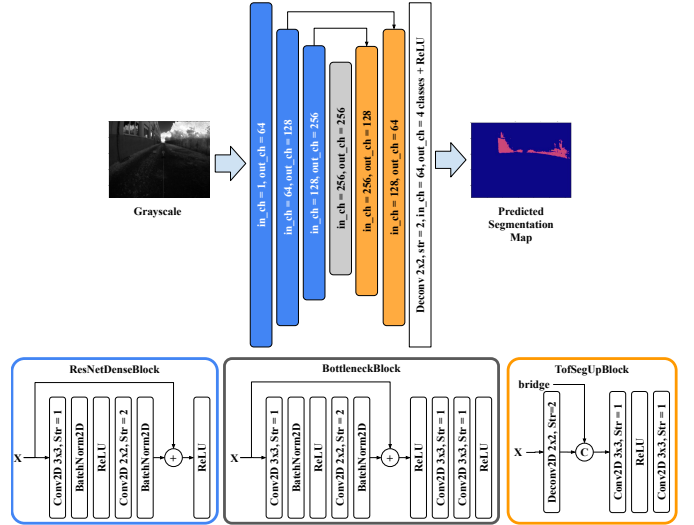 Grayscale
in_ch = 1, out_ch = 64
in_ch = 64, out_ch = 128
in_ch = 128, out_ch = 256
in_ch = 256, out_ch = 256
in_ch = 256, out_ch = 128
in_ch = 128, out_ch = 64
Deconv 2x2, str = 2, in_ch = 64, out_ch = 4 classes + ReLU
Predicted
Segmentation
Map
ResNetDenseBlock
X
Conv2D 3x3, Str = 1
BatchNorm2D
ReLU
Conv2D 2x2, Str = 2
BatchNorm2D
+
ReLU
BottleneckBlock
X
Conv2D 3x3, Str = 1
BatchNorm2D
ReLU
Conv2D 2x2, Str = 2
BatchNorm2D
+
ReLU
Conv2D 3x3, Str = 1
Conv2D 3x3, Str = 1
ReLU
TofSegUpBlock
bridge
X
Deconv2D 2x2, Str=2
C
Conv2D 3x3, Str = 1
ReLU
Conv2D 3x3, Str = 1